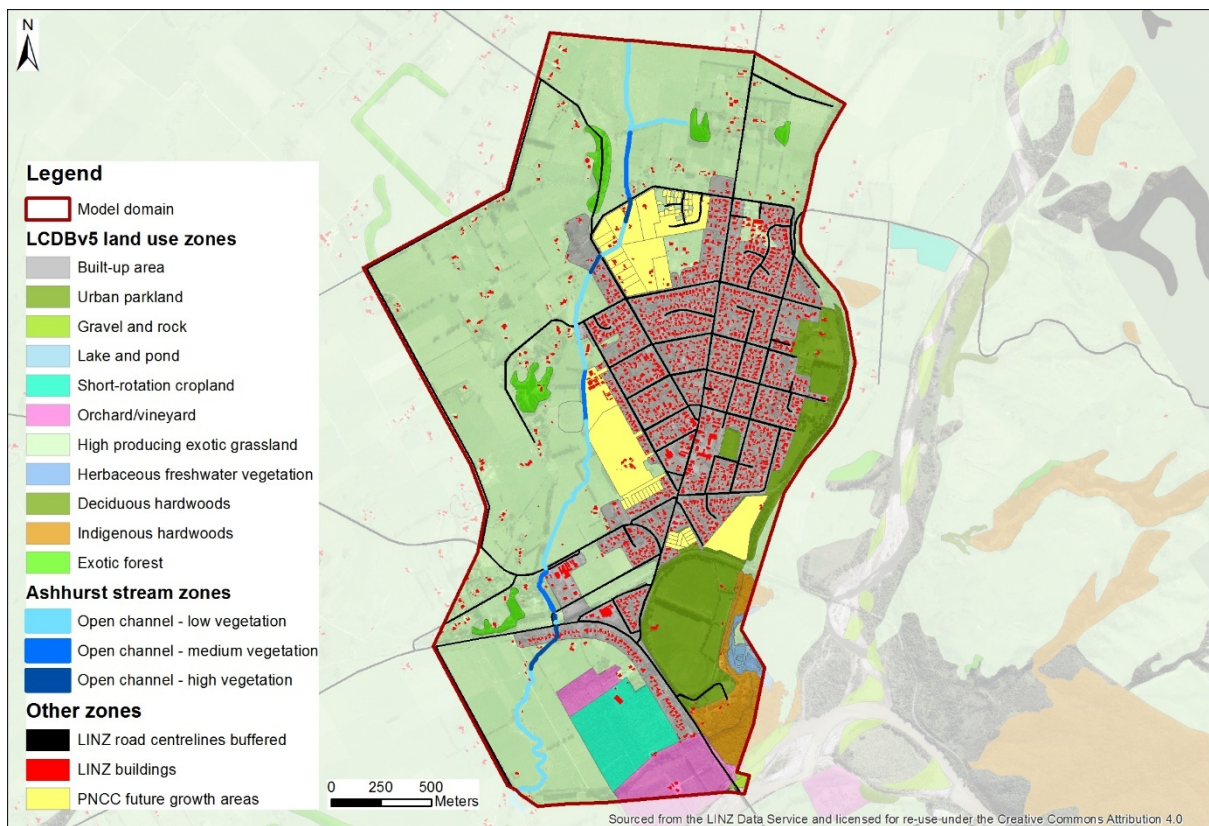 N
Legend
Model domain
LCDBv5 land use zones
Built-up area
Urban parkland
Gravel and rock
Lake and pond
Short-rotation cropland
Orchard/vineyard
High producing exotic grassland
Herbaceous freshwater vegetation
Deciduous hardwoods
Indigenous hardwoods
Exotic forest
Ashhurst stream zones
Open channel - low vegetation
Open channel - medium vegetation
Open channel - high vegetation
Other zones
LINZ road centrelines buffered
LINZ buildings
PNCC future growth areas
0 250 500
Meters
Sourced from the LINZ Data Service and licensed for re-use under the Creative Commons Attribution 4.0